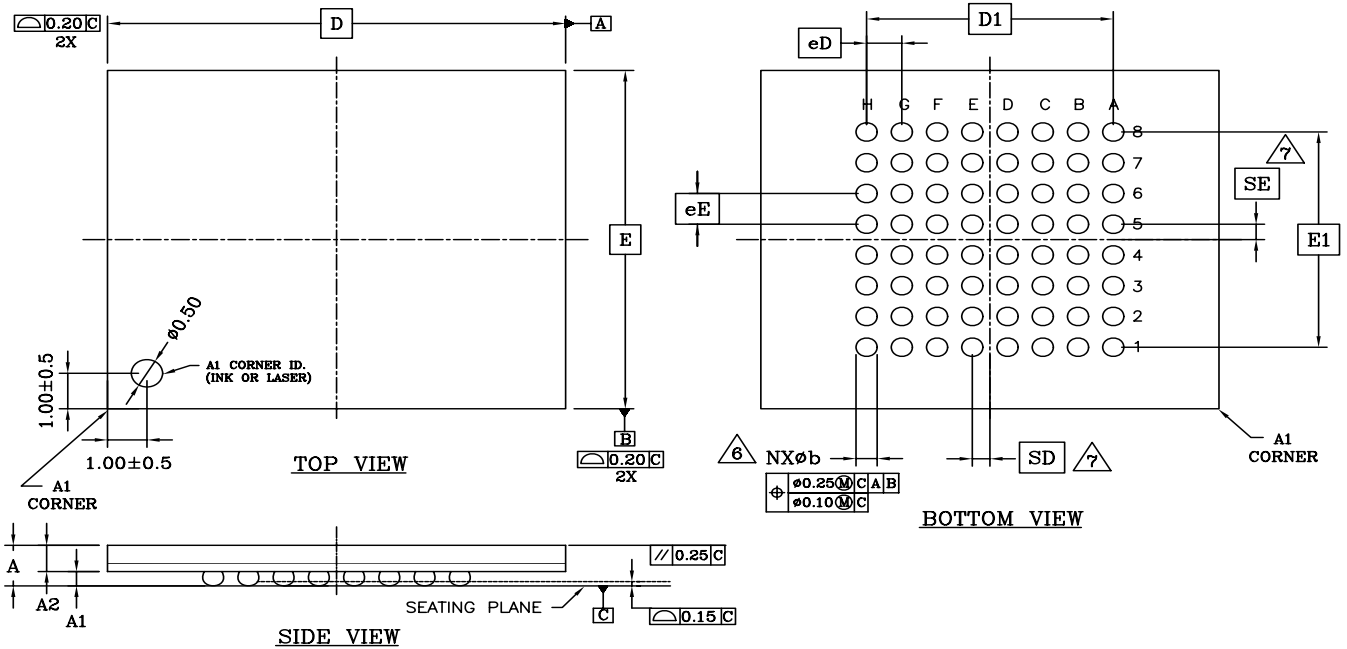 ⌓ 0.20 C
2X
D
A
E
ø0.50
A1 CORNER ID.
(INK OR LASER)
1.00±0.5
1.00±0.5
A1
CORNER
TOP VIEW
B
⌓ 0.20 C
2X
D1
eD
H G F E D C B A
8
7
6
5
4
3
2
1
eE
7
SE
E1
6
NXøb
⌖ ø0.25 Ⓜ C A B
ø0.10 Ⓜ C
SD
7
A1
CORNER
BOTTOM VIEW
A
A2
A1
// 0.25 C
SEATING PLANE
C
⌓ 0.15 C
SIDE VIEW